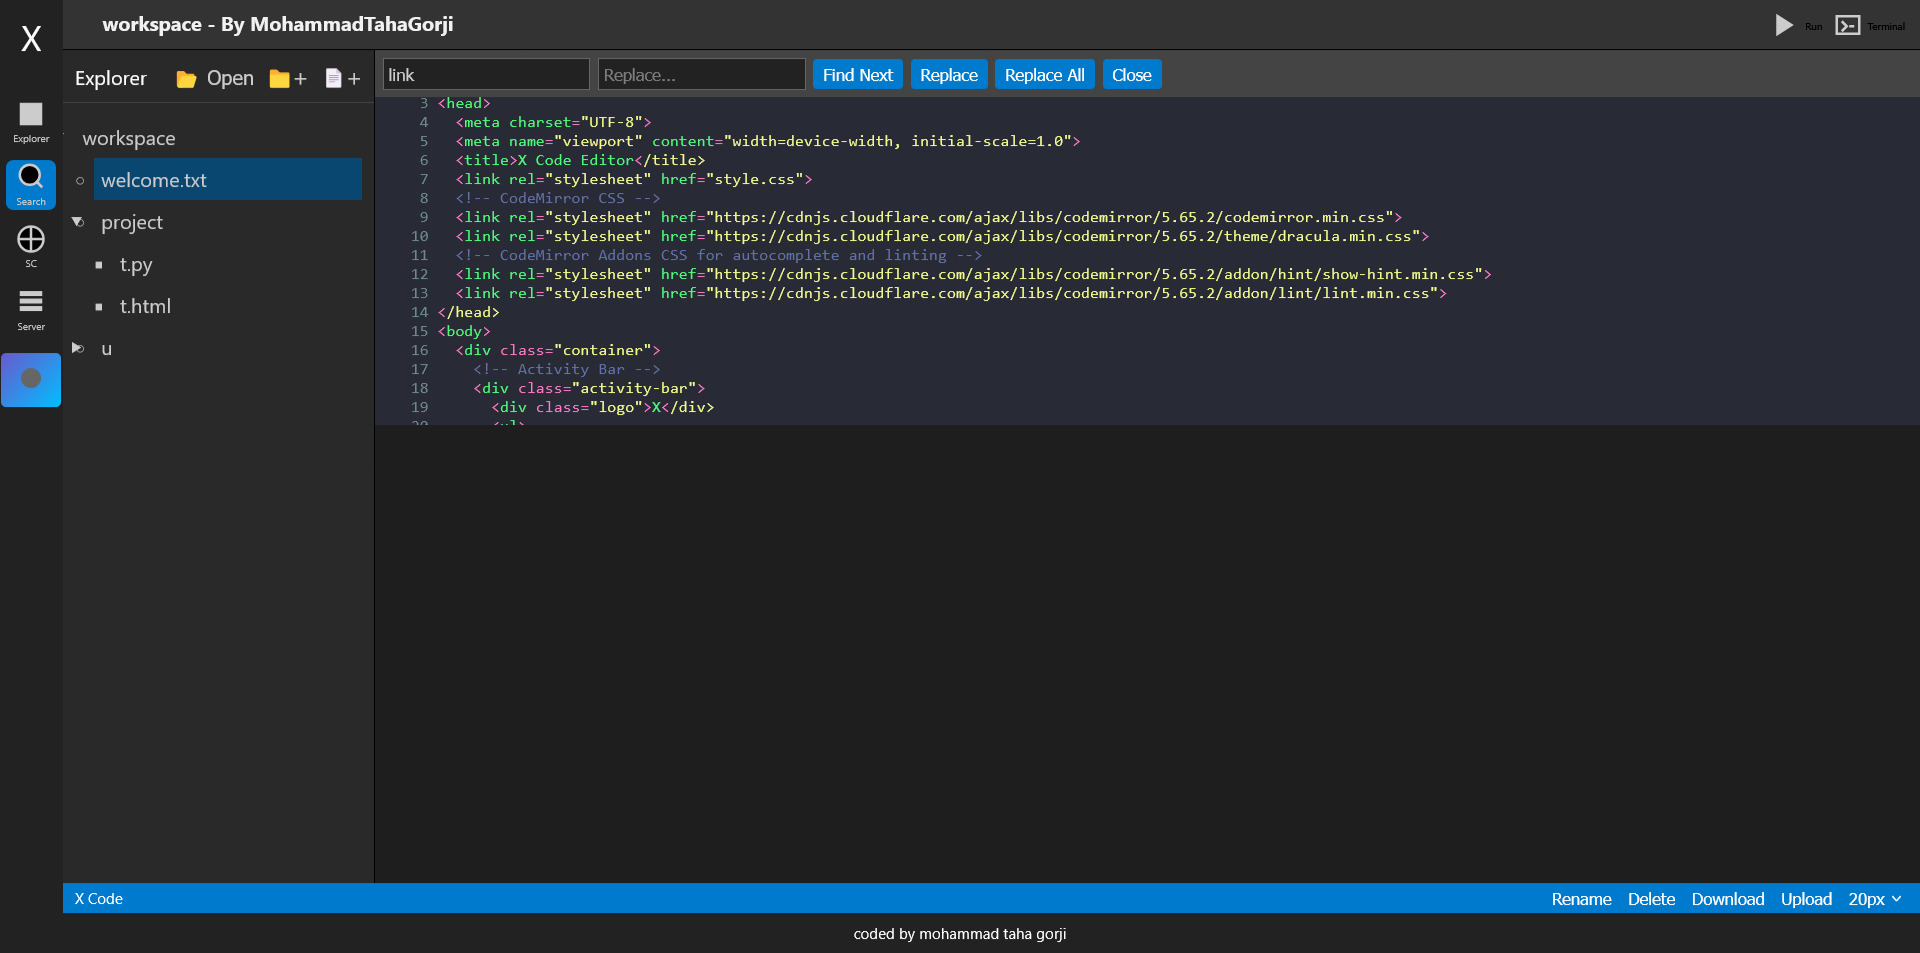 X
workspace - By MohammadTahaGorji
Run
Terminal
Explorer
Search
SC
Server
Explorer
Open
+
+
workspace
welcome.txt
project
t.py
t.html
u
link
Replace...
Find Next
Replace
Replace All
Close
3 <head>
4 <meta charset="UTF-8">
5 <meta name="viewport" content="width=device-width, initial-scale=1.0">
6 <title>X Code Editor</title>
7 <link rel="stylesheet" href="style.css">
8 <!-- CodeMirror CSS -->
9 <link rel="stylesheet" href="https://cdnjs.cloudflare.com/ajax/libs/codemirror/5.65.2/codemirror.min.css">
10 <link rel="stylesheet" href="https://cdnjs.cloudflare.com/ajax/libs/codemirror/5.65.2/theme/dracula.min.css">
11 <!-- CodeMirror Addons CSS for autocomplete and linting -->
12 <link rel="stylesheet" href="https://cdnjs.cloudflare.com/ajax/libs/codemirror/5.65.2/addon/hint/show-hint.min.css">
13 <link rel="stylesheet" href="https://cdnjs.cloudflare.com/ajax/libs/codemirror/5.65.2/addon/lint/lint.min.css">
14 </head>
15 <body>
16 <div class="container">
17 <!-- Activity Bar -->
18 <div class="activity-bar">
19 <div class="logo">X</div>
X Code
Rename
Delete
Download
Upload
20px
coded by mohammad taha gorji